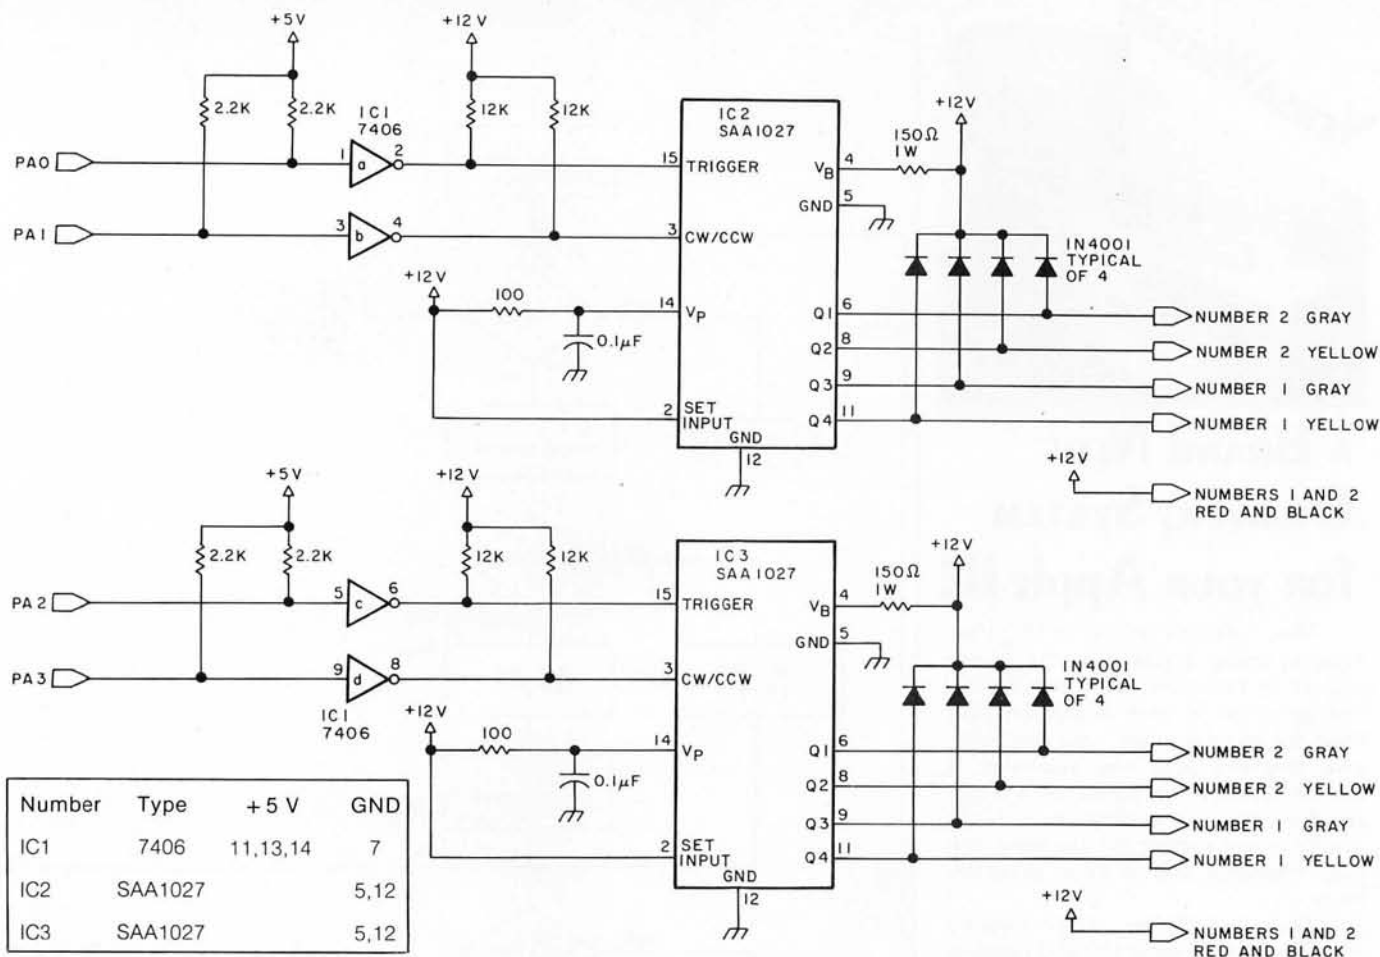 +5V
+12V
2.2K
2.2K
IC1
7406
12K
12K
PA0
1
a
2
PA1
3
b
4
+12V
100
0.1µF
IC2
SAA1027
15 TRIGGER
3 CW/CCW
14 VP
2 SET
INPUT
GND
12
VB 4
GND 5
Q1 6
Q2 8
Q3 9
Q4 11
150Ω
1W
+12V
1N4001
TYPICAL
OF 4
NUMBER 2 GRAY
NUMBER 2 YELLOW
NUMBER 1 GRAY
NUMBER 1 YELLOW
+12V
NUMBERS 1 AND 2
RED AND BLACK
+5V
+12V
2.2K
2.2K
12K
12K
PA2
5
c
6
PA3
9
d
8
IC1
7406
+12V
100
0.1µF
IC3
SAA1027
15 TRIGGER
3 CW/CCW
14 VP
2 SET
INPUT
GND
12
VB 4
GND 5
Q1 6
Q2 8
Q3 9
Q4 11
150Ω
1W
+12V
1N4001
TYPICAL
OF 4
NUMBER 2 GRAY
NUMBER 2 YELLOW
NUMBER 1 GRAY
NUMBER 1 YELLOW
+12V
NUMBERS 1 AND 2
RED AND BLACK
Number Type +5 V GND
IC1 7406 11,13,14 7
IC2 SAA1027 5,12
IC3 SAA1027 5,12